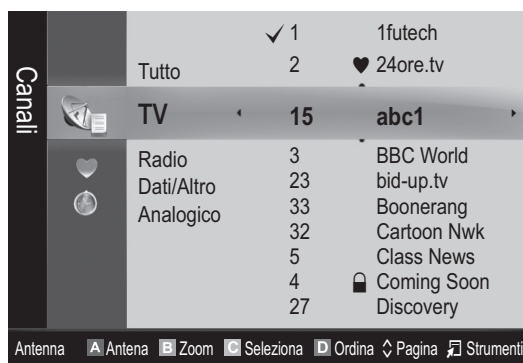 Canali
1 1futech
Tutto 2 24ore.tv
TV 15 abc1
Radio 3 BBC World
Dati/Altro 23 bid-up.tv
Analogico 33 Boonerang
32 Cartoon Nwk
5 Class News
4 Coming Soon
27 Discovery
Antenna A Antena B Zoom C Seleziona D Ordina Pagina Strumenti